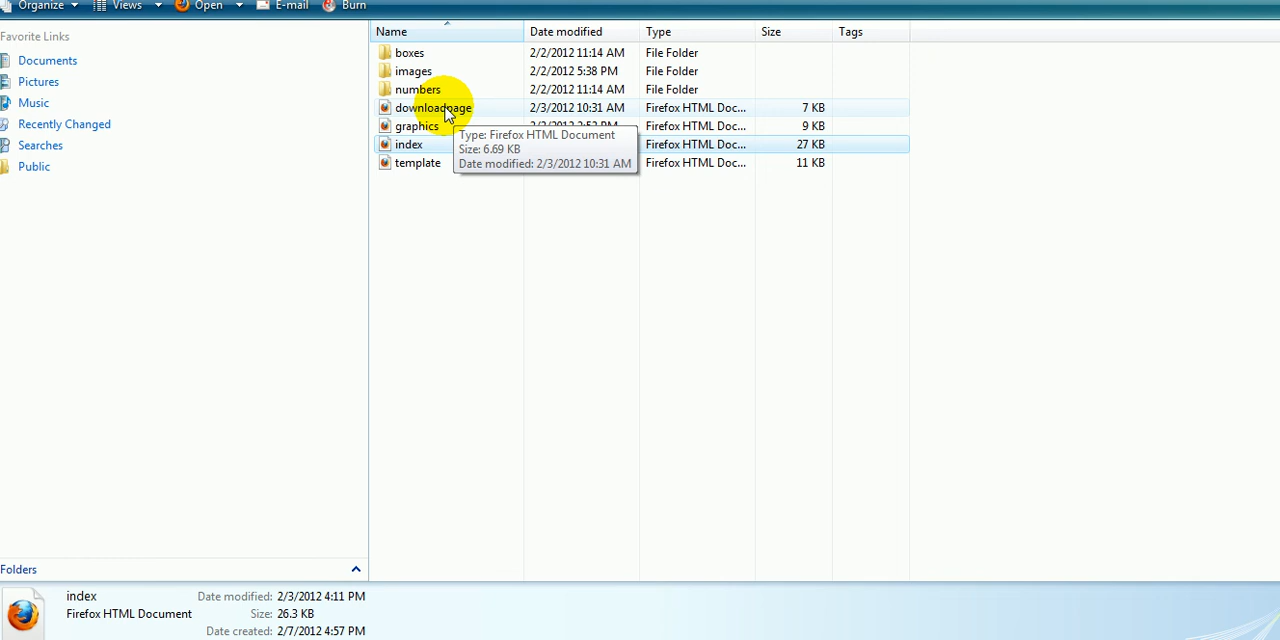 Organize Views Open E-mail Burn
Favorite Links
Documents
Pictures
Music
Recently Changed
Searches
Public
Folders
Name Date modified Type Size Tags
boxes 2/2/2012 11:14 AM File Folder
images 2/2/2012 5:38 PM File Folder
numbers 2/2/2012 11:14 AM File Folder
downloadpage 2/3/2012 10:31 AM Firefox HTML Doc... 7 KB
graphics Firefox HTML Doc... 9 KB
index Firefox HTML Doc... 27 KB
template Firefox HTML Doc... 11 KB
Type: Firefox HTML Document
Size: 6.69 KB
Date modified: 2/3/2012 10:31 AM
index Date modified: 2/3/2012 4:11 PM
Firefox HTML Document Size: 26.3 KB
Date created: 2/7/2012 4:57 PM